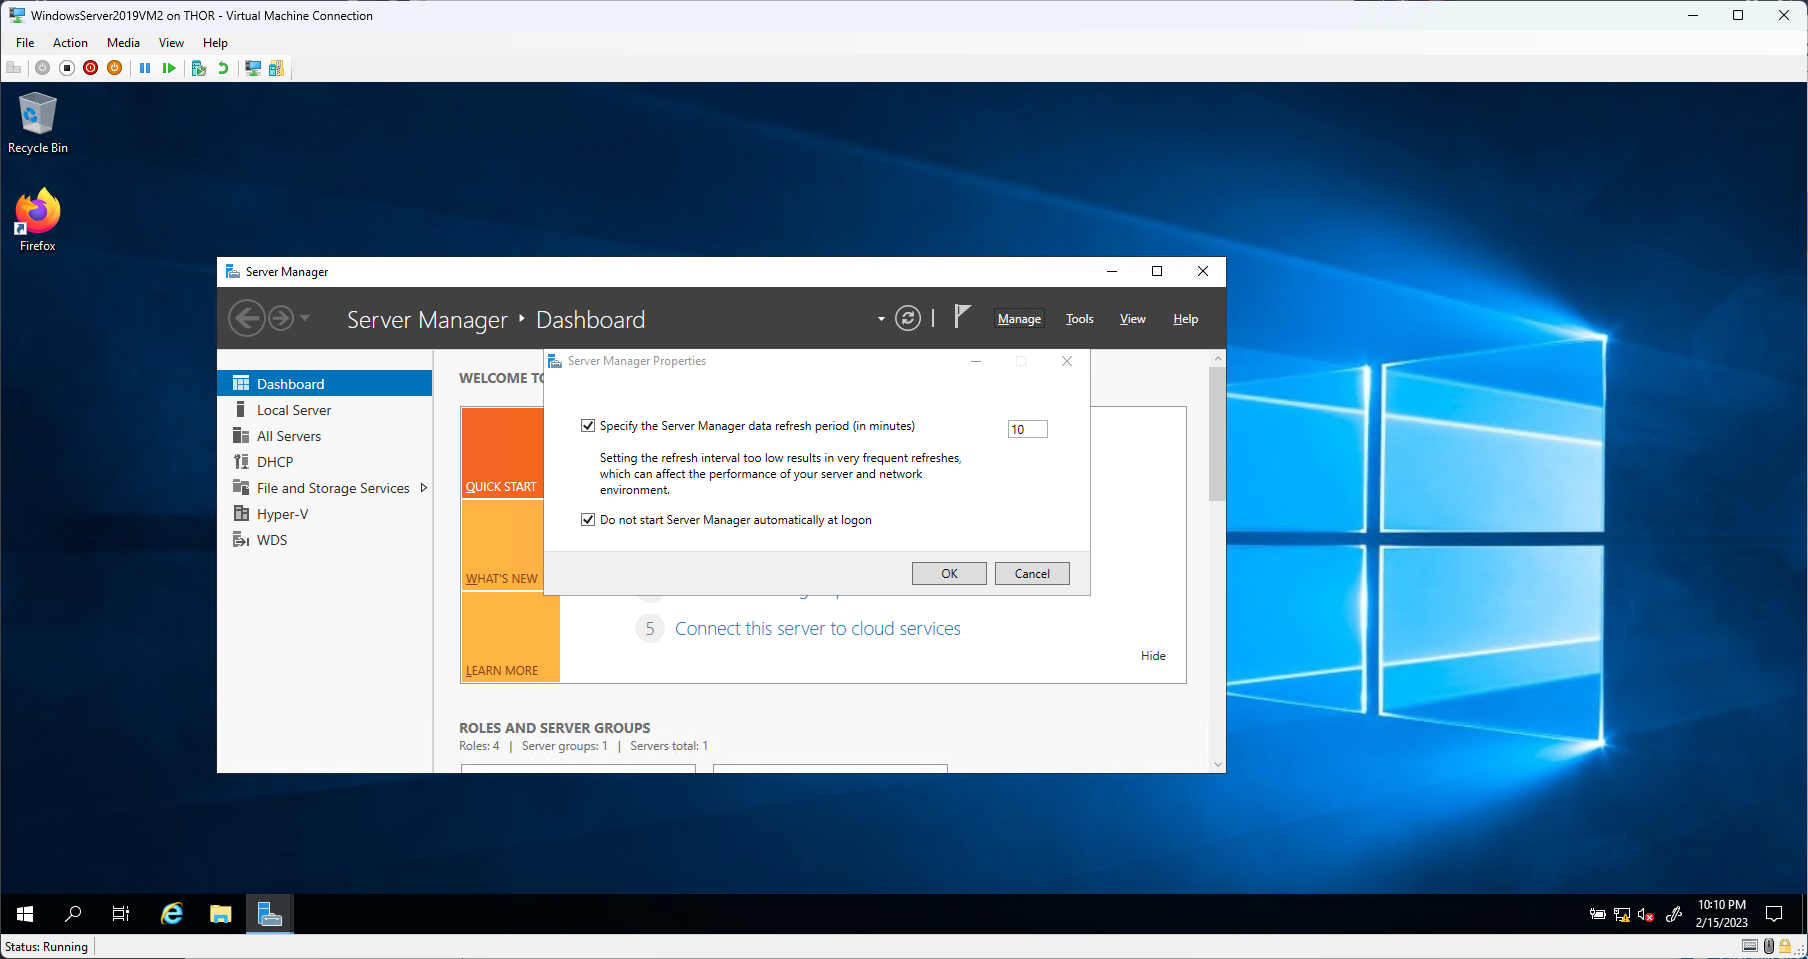 WindowsServer2019VM2 on THOR - Virtual Machine Connection
File Action Media View Help
Recycle Bin
Firefox
Server Manager
Server Manager Dashboard
Manage Tools View Help
Dashboard
Local Server
All Servers
DHCP
File and Storage Services
Hyper-V
WDS
WELCOME TO
Server Manager Properties
Specify the Server Manager data refresh period (in minutes) 10
Setting the refresh interval too low results in very frequent refreshes,
which can affect the performance of your server and network
environment.
Do not start Server Manager automatically at logon
OK Cancel
QUICK START
WHAT'S NEW
LEARN MORE
5 Connect this server to cloud services
Hide
ROLES AND SERVER GROUPS
Roles: 4 | Server groups: 1 | Servers total: 1
10:10 PM
2/15/2023
Status: Running